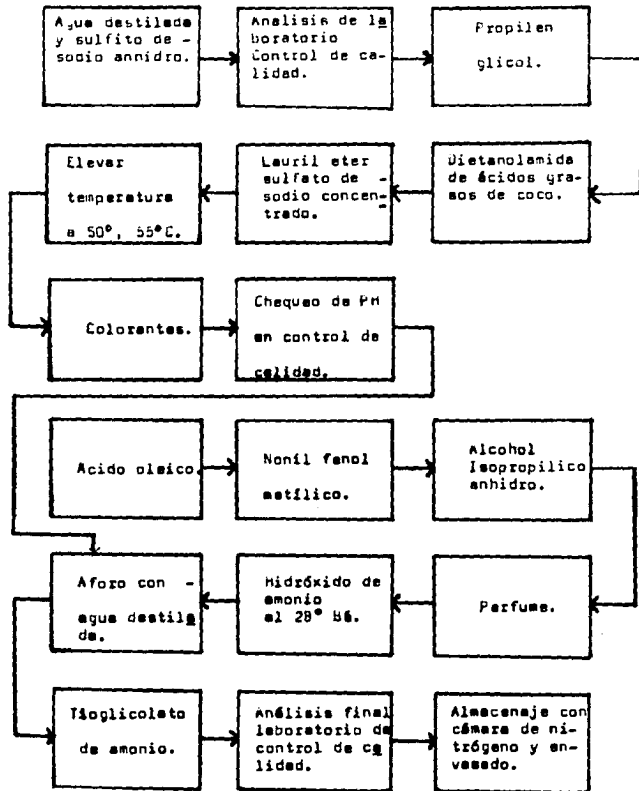 Agua destilada
y sulfito de -
sodio anhidro.
Analisis de la
boratorio
Control de ca-
lidad.
Propilen
glicol.
Elevar
temperatura
a 50°, 55°C.
Lauril eter
sulfato de -
sodio concen-
trado.
Dietanolamida
de ácidos gra-
sos de coco.
Colorantes.
Chequeo de PH
en control de
calidad.
Acido oleico.
Nonil fenol
etílico.
Alcohol
Isopropilico
anhidro.
Aforo con -
agua destila
da.
Hidróxido de
amonio
al 28° Bé.
Perfume.
Tioglicolato
de amonio.
Análisis final
laboratorio de
control de ca
lidad.
Almacenaje con
cámara de ni-
trógeno y en-
vasado.